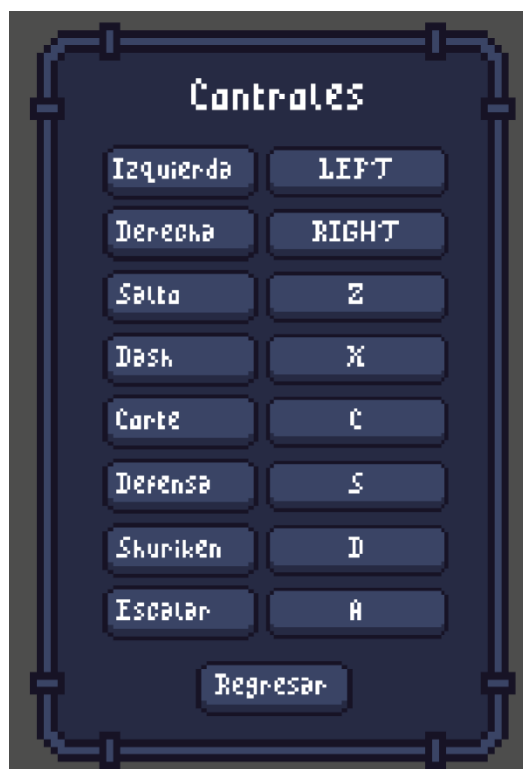 Controles
Izquierda LEFT
Derecha RIGHT
Salto Z
Dash X
Corte C
Defensa S
Shuriken D
Escalar A
Regresar